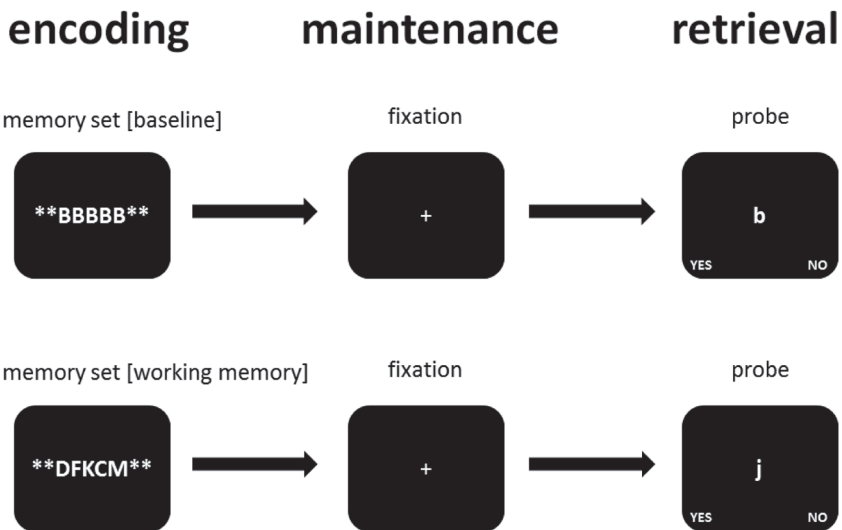 encoding maintenance retrieval
memory set [baseline] fixation probe
**BBBBB** + b
YES NO
memory set [working memory] fixation probe
**DFKCM** + j
YES NO